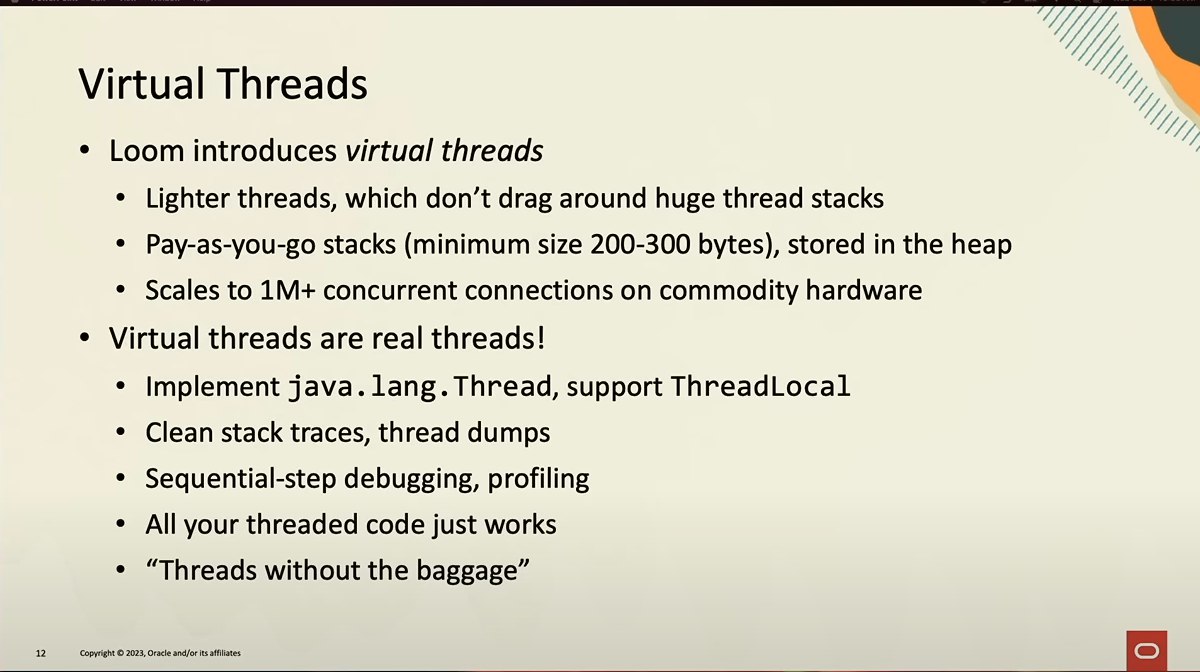 Virtual Threads
• Loom introduces virtual threads
• Lighter threads, which don’t drag around huge thread stacks
• Pay-as-you-go stacks (minimum size 200-300 bytes), stored in the heap
• Scales to 1M+ concurrent connections on commodity hardware
• Virtual threads are real threads!
• Implement java.lang.Thread, support ThreadLocal
• Clean stack traces, thread dumps
• Sequential-step debugging, profiling
• All your threaded code just works
• “Threads without the baggage”
12 Copyright © 2023, Oracle and/or its affiliates